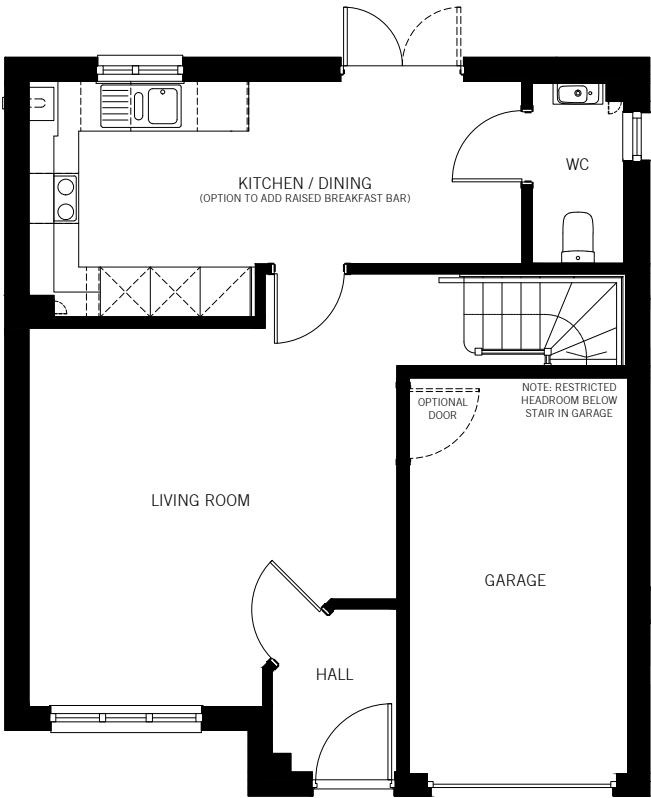 KITCHEN / DINING
(OPTION TO ADD RAISED BREAKFAST BAR)
WC
OPTIONAL
DOOR
NOTE: RESTRICTED
HEADROOM BELOW
STAIR IN GARAGE
LIVING ROOM
GARAGE
HALL